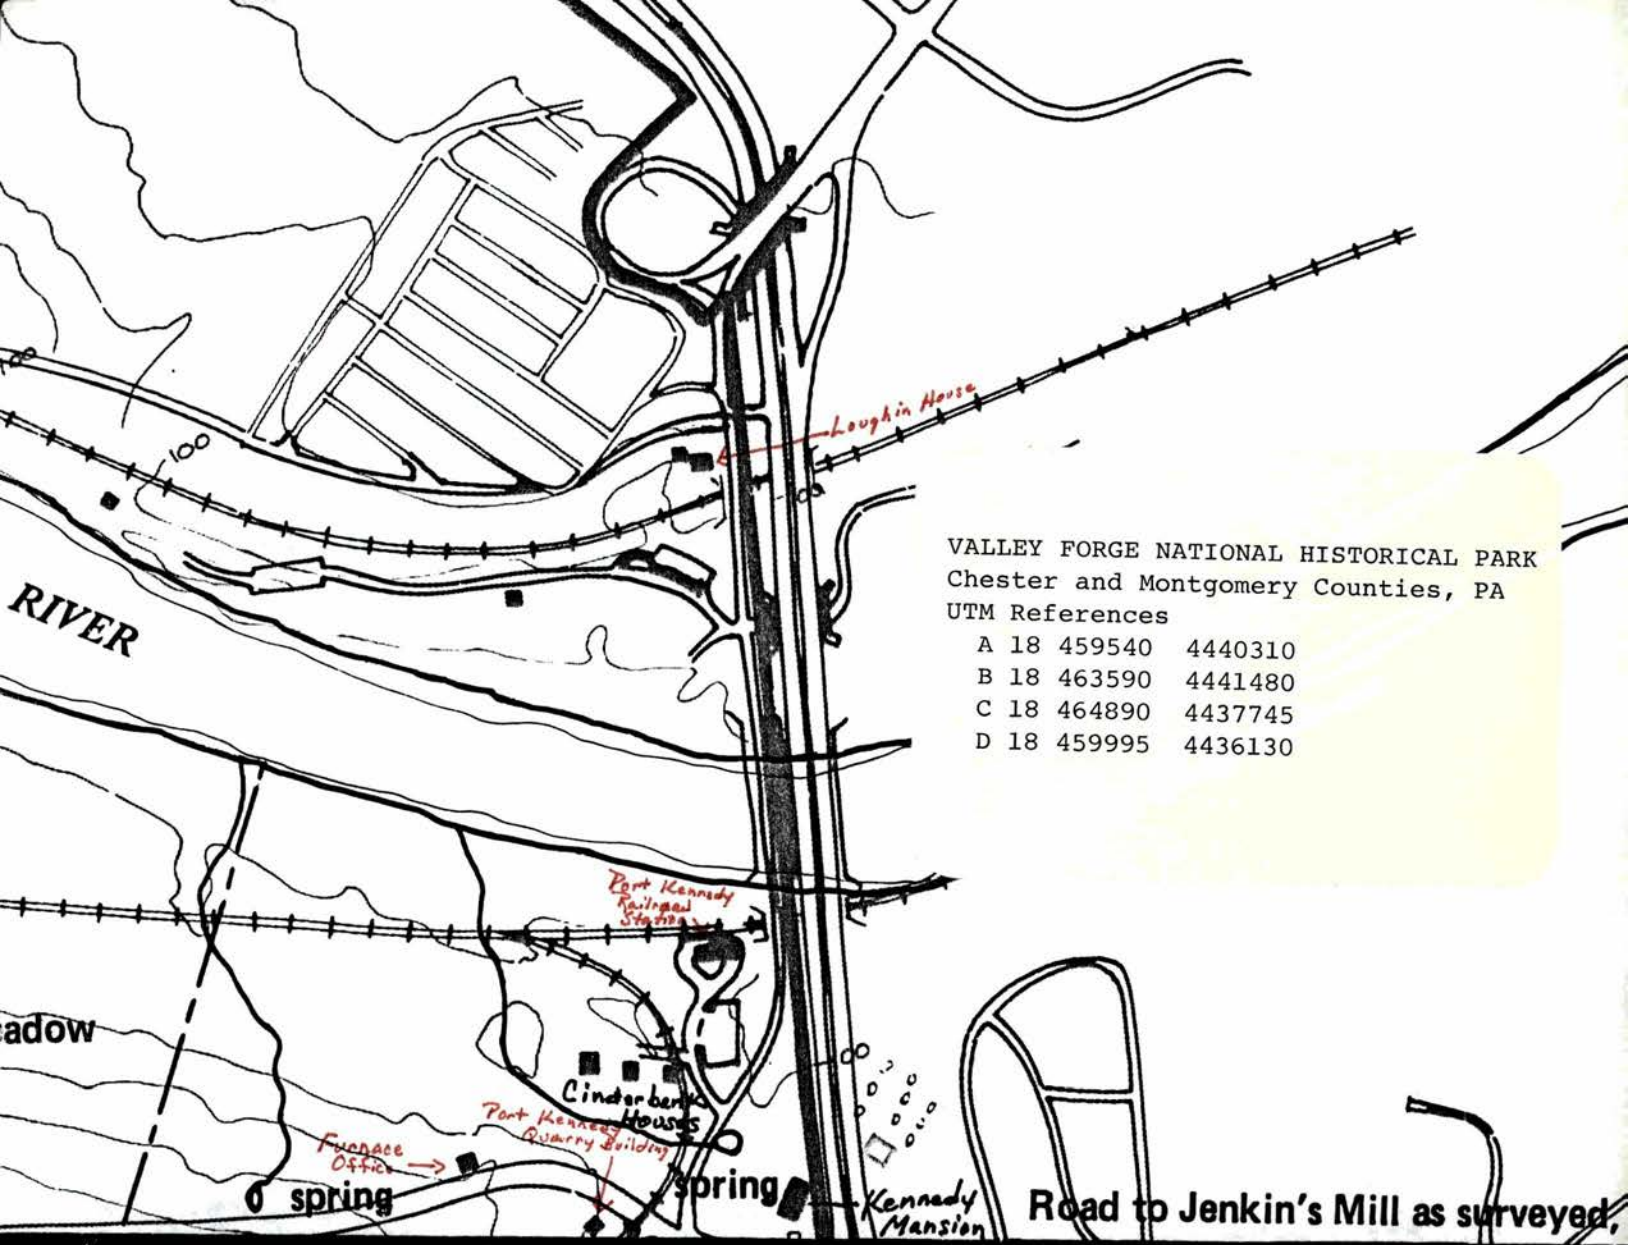 Loughin House
100
100
VALLEY FORGE NATIONAL HISTORICAL PARK
Chester and Montgomery Counties, PA
UTM References
A 18 459540 4440310
B 18 463590 4441480
C 18 464890 4437745
D 18 459995 4436130
RIVER
Port Kennedy
Railroad
Station
adow
Cinderbank
Houses
Port Kennedy
Quarry Building
Furnace
Office
spring
spring
Kennedy
Mansion
Road to Jenkin's Mill as surveyed,